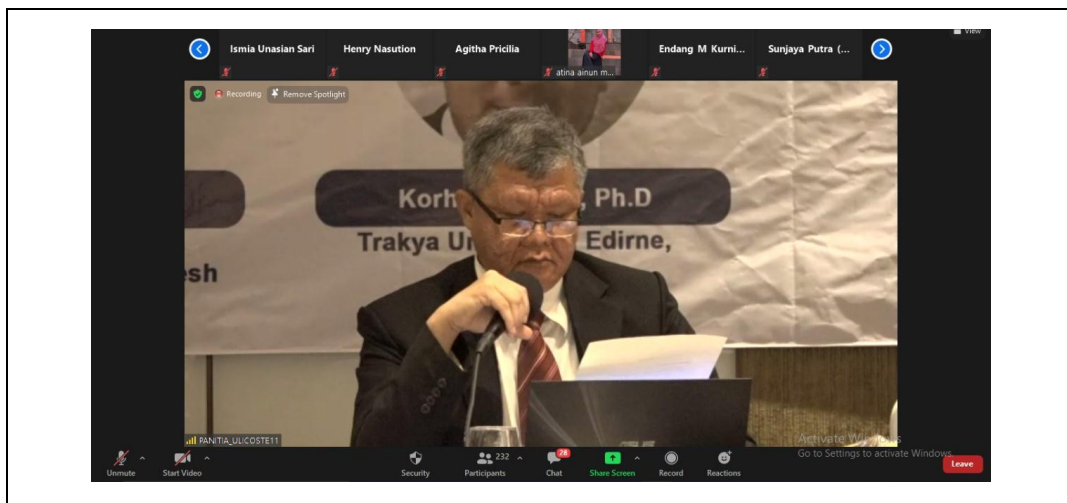 View
Ismia Unasian Sari
Henry Nasution
Agitha Pricilia
atina ainun m...
Endang M Kurni...
Sunjaya Putra (...
Recording
Remove Spotlight
Korh , Ph.D
Trakya Un Edirne,
esh
PANITIA_ULICOSTE11
Activate Windows
Go to Settings to activate Windows.
Unmute
Start Video
Security
232
Participants
28
Chat
Share Screen
Record
Reactions
Leave